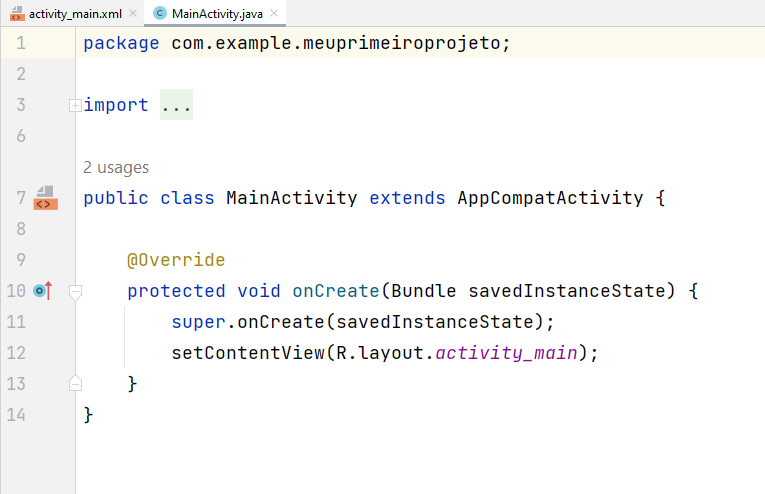 activity_main.xml MainActivity.java
1 package com.example.meuprimeiroprojeto;
2
3 import ...
6
2 usages
7 public class MainActivity extends AppCompatActivity {
8
9 @Override
10 protected void onCreate(Bundle savedInstanceState) {
11 super.onCreate(savedInstanceState);
12 setContentView(R.layout.activity_main);
13 }
14 }